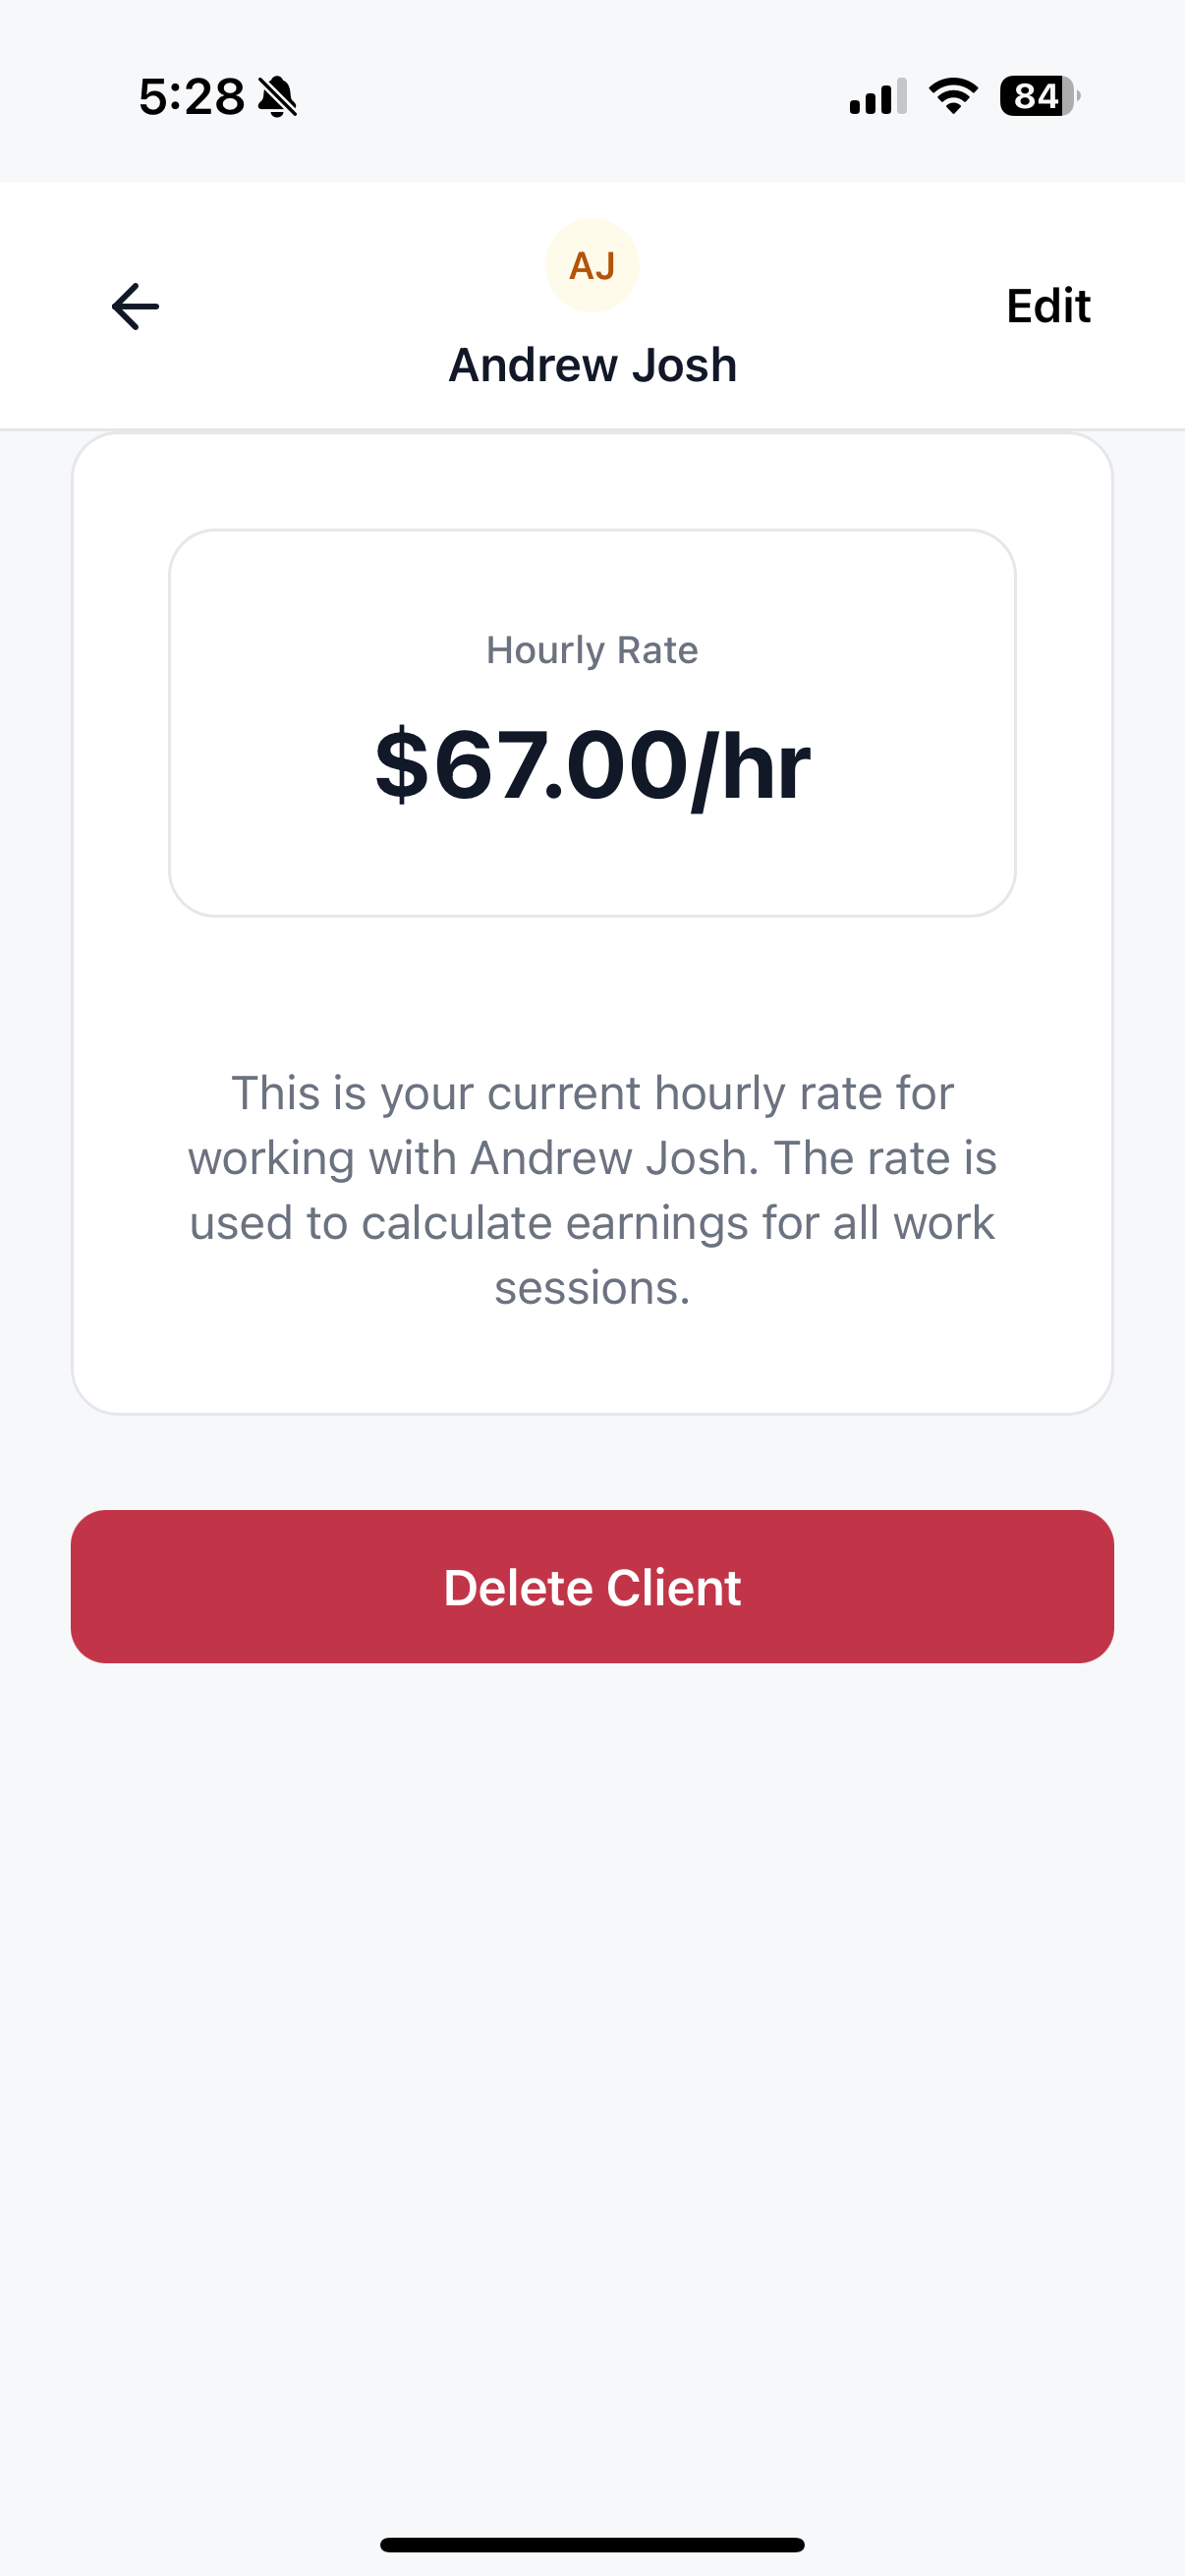 5:28
84
AJ
Edit
Andrew Josh
Hourly Rate
$67.00/hr
This is your current hourly rate for
working with Andrew Josh. The rate is
used to calculate earnings for all work
sessions.
Delete Client